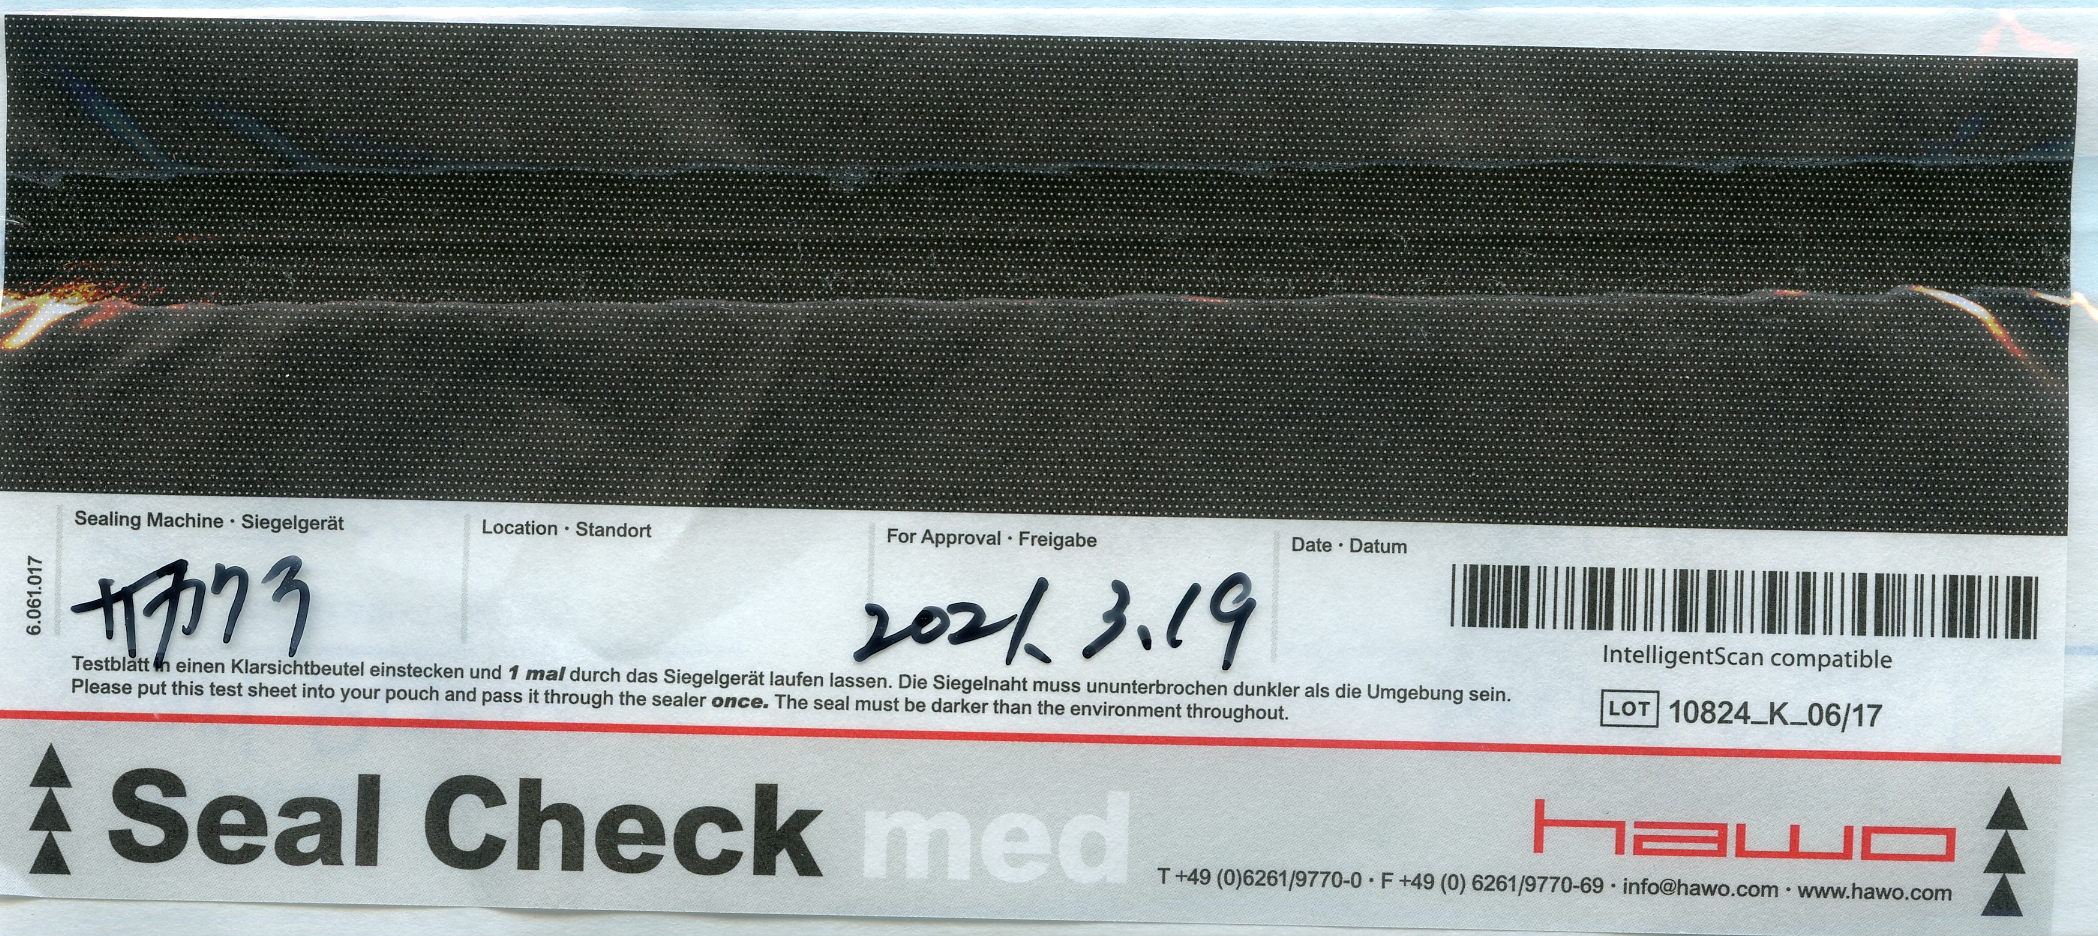 Sealing Machine · Siegelgerät
Location · Standort
For Approval · Freigabe
Date · Datum
6.061.017
2021.3.19
IntelligentScan compatible
Testblatt in einen Klarsichtbeutel einstecken und 1 mal durch das Siegelgerät laufen lassen. Die Siegelnaht muss ununterbrochen dunkler als die Umgebung sein.
Please put this test sheet into your pouch and pass it through the sealer once. The seal must be darker than the environment throughout.
LOT 10824_K_06/17
Seal Check med
hawo
T +49 (0)6261/9770-0 · F +49 (0) 6261/9770-69 · info@hawo.com · www.hawo.com